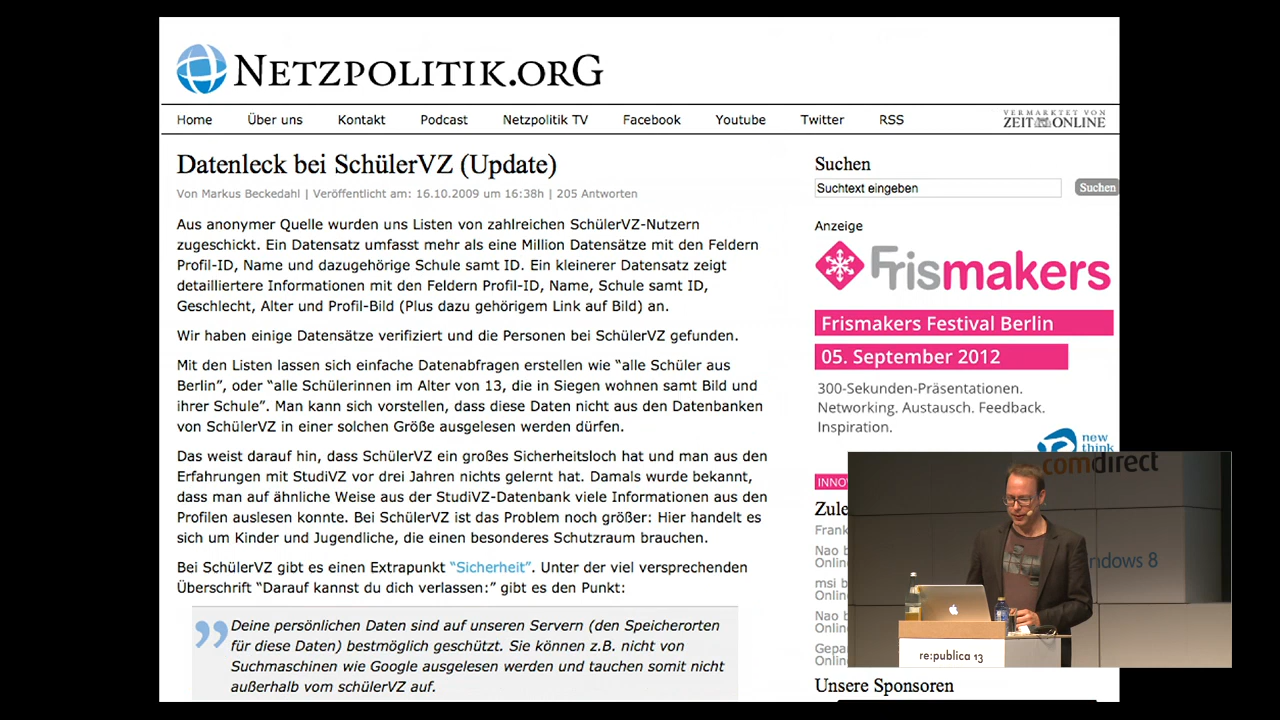 NETZPOLITIK.ORG
Home Über uns Kontakt Podcast Netzpolitik TV Facebook Youtube Twitter RSS
VERMARKTET VON
ZEIT ONLINE
Datenleck bei SchülerVZ (Update)
Von Markus Beckedahl | Veröffentlicht am: 16.10.2009 um 16:38h | 205 Antworten
Aus anonymer Quelle wurden uns Listen von zahlreichen SchülerVZ-Nutzern
zugeschickt. Ein Datensatz umfasst mehr als eine Million Datensätze mit den Feldern
Profil-ID, Name und dazugehörige Schule samt ID. Ein kleinerer Datensatz zeigt
detailliertere Informationen mit den Feldern Profil-ID, Name, Schule samt ID,
Geschlecht, Alter und Profil-Bild (Plus dazu gehörigem Link auf Bild) an.
Wir haben einige Datensätze verifiziert und die Personen bei SchülerVZ gefunden.
Mit den Listen lassen sich einfache Datenabfragen erstellen wie “alle Schüler aus
Berlin”, oder “alle Schülerinnen im Alter von 13, die in Siegen wohnen samt Bild und
ihrer Schule”. Man kann sich vorstellen, dass diese Daten nicht aus den Datenbanken
von SchülerVZ in einer solchen Größe ausgelesen werden dürfen.
Das weist darauf hin, dass SchülerVZ ein großes Sicherheitsloch hat und man aus den
Erfahrungen mit StudiVZ vor drei Jahren nichts gelernt hat. Damals wurde bekannt,
dass man auf ähnliche Weise aus der StudiVZ-Datenbank viele Informationen aus den
Profilen auslesen konnte. Bei SchülerVZ ist das Problem noch größer: Hier handelt es
sich um Kinder und Jugendliche, die einen besonderes Schutzraum brauchen.
Bei SchülerVZ gibt es einen Extrapunkt “Sicherheit”. Unter der viel versprechenden
Überschrift “Darauf kannst du dich verlassen:” gibt es den Punkt:
Deine persönlichen Daten sind auf unseren Servern (den Speicherorten
für diese Daten) bestmöglich geschützt. Sie können z.B. nicht von
Suchmaschinen wie Google ausgelesen werden und tauchen somit nicht
außerhalb vom schülerVZ auf.
Suchen
Suchtext eingeben Suchen
Anzeige
Frismakers
Frismakers Festival Berlin
05. September 2012
300-Sekunden-Präsentationen.
Networking. Austausch. Feedback.
Inspiration.
new
think
INNOV
Zule
Frank
Nao b
Online
msi b
Online
Nao b
Online
Gepa
Online
Unsere Sponsoren
comdirect
ndows 8
re:publica 13